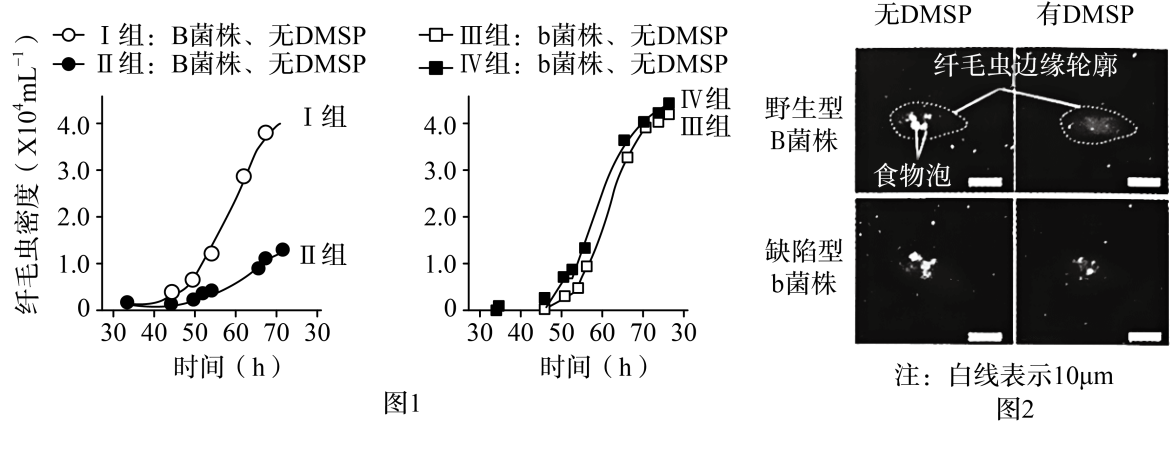 Ⅰ组：B菌株、无DMSP
Ⅱ组：B菌株、无DMSP
Ⅲ组：b菌株、无DMSP
Ⅳ组：b菌株、无DMSP
纤毛虫密度（X10⁴mL⁻¹）
4.0
3.0
2.0
1.0
0
Ⅰ组
Ⅱ组
30 40 50 60 70 30
时间（h）
4.0
3.0
2.0
1.0
0
Ⅳ组
Ⅲ组
30 40 50 60 70 30
时间（h）
图1
无DMSP 有DMSP
纤毛虫边缘轮廓
野生型
B菌株
食物泡
缺陷型
b菌株
注：白线表示10μm
图2